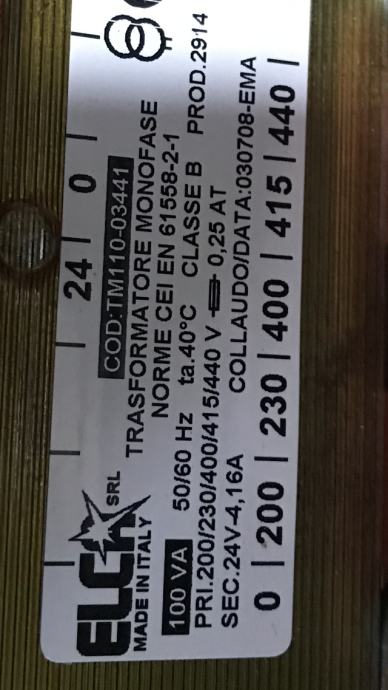 24 | 0 |
ELCA SRL
MADE IN ITALY
COD:TM110-03441
TRASFORMATORE MONOFASE
NORME CEI EN 61558-2-1
100 VA 50/60 Hz ta.40°C CLASSE B PROD.2914
PRI.200/230/400/415/440 V 0,25 AT
SEC.24V-4,16A COLLAUDO/DATA:030708-EMA
0 | 200 | 230 | 400 | 415 | 440 |